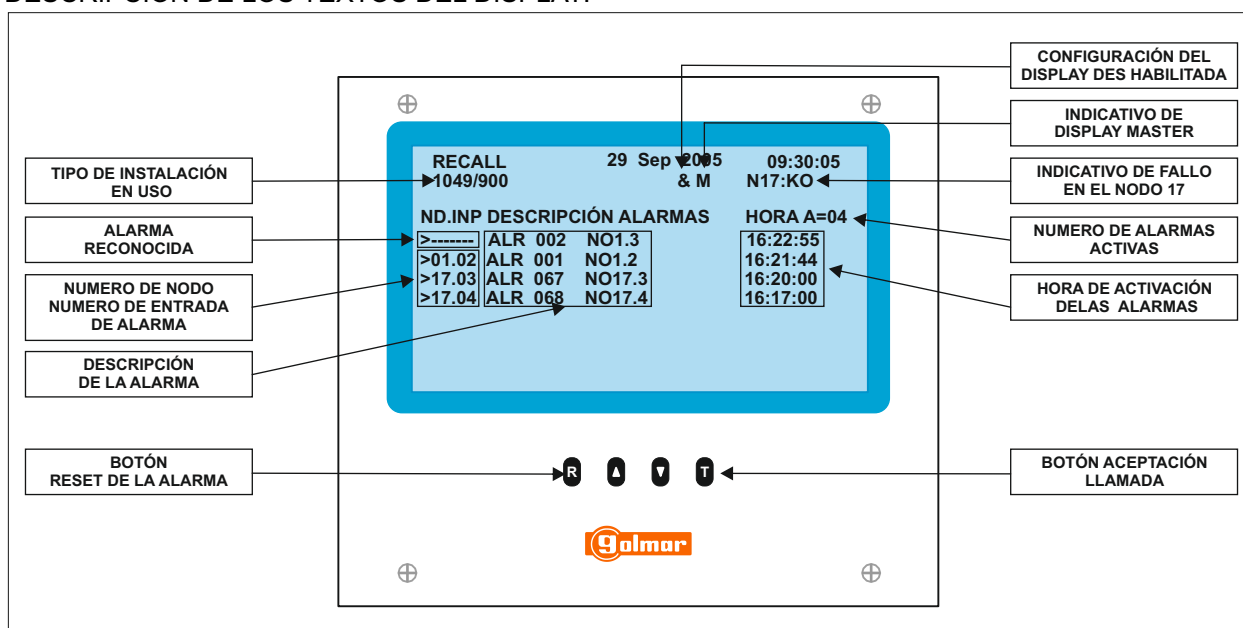 DESCRIPCIÓN DE LOS TEXTOS DEL DISPLAY:
CONFIGURACIÓN DEL
DISPLAY DES HABILITADA
INDICATIVO DE
DISPLAY MASTER
TIPO DE INSTALACIÓN
EN USO
RECALL 29 Sep 2005 09:30:05
1049/900 & M N17:KO
INDICATIVO DE FALLO
EN EL NODO 17
ALARMA
RECONOCIDA
ND.INP DESCRIPCIÓN ALARMAS HORA A=04
>------- ALR 002 NO1.3 16:22:55
>01.02 ALR 001 NO1.2 16:21:44
>17.03 ALR 067 NO17.3 16:20:00
>17.04 ALR 068 NO17.4 16:17:00
NUMERO DE ALARMAS
ACTIVAS
NUMERO DE NODO
NUMERO DE ENTRADA
DE ALARMA
HORA DE ACTIVACIÓN
DELAS ALARMAS
DESCRIPCIÓN
DE LA ALARMA
BOTÓN
RESET DE LA ALARMA
R T
BOTÓN ACEPTACIÓN
LLAMADA
golmar